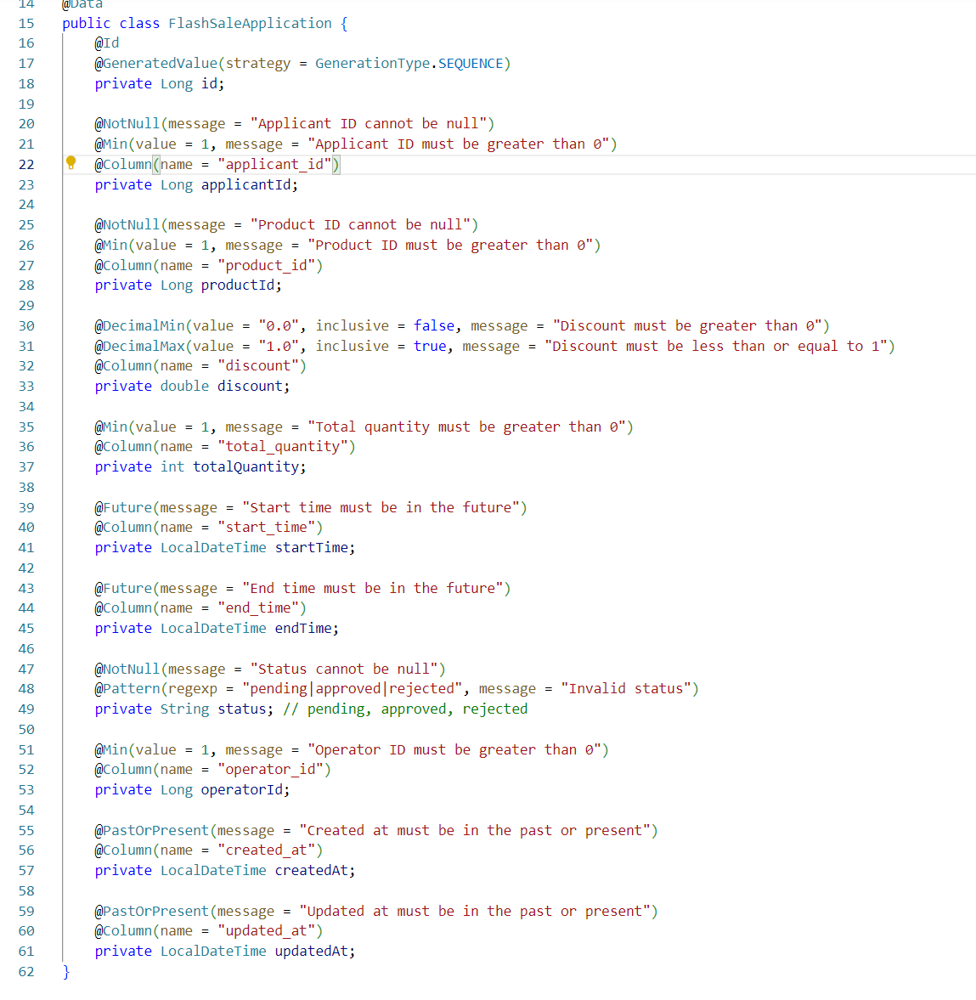 14 @Data
15 public class FlashSaleApplication {
16 @Id
17 @GeneratedValue(strategy = GenerationType.SEQUENCE)
18 private Long id;
19
20 @NotNull(message = "Applicant ID cannot be null")
21 @Min(value = 1, message = "Applicant ID must be greater than 0")
22 @Column(name = "applicant_id")
23 private Long applicantId;
24
25 @NotNull(message = "Product ID cannot be null")
26 @Min(value = 1, message = "Product ID must be greater than 0")
27 @Column(name = "product_id")
28 private Long productId;
29
30 @DecimalMin(value = "0.0", inclusive = false, message = "Discount must be greater than 0")
31 @DecimalMax(value = "1.0", inclusive = true, message = "Discount must be less than or equal to 1")
32 @Column(name = "discount")
33 private double discount;
34
35 @Min(value = 1, message = "Total quantity must be greater than 0")
36 @Column(name = "total_quantity")
37 private int totalQuantity;
38
39 @Future(message = "Start time must be in the future")
40 @Column(name = "start_time")
41 private LocalDateTime startTime;
42
43 @Future(message = "End time must be in the future")
44 @Column(name = "end_time")
45 private LocalDateTime endTime;
46
47 @NotNull(message = "Status cannot be null")
48 @Pattern(regexp = "pending|approved|rejected", message = "Invalid status")
49 private String status; // pending, approved, rejected
50
51 @Min(value = 1, message = "Operator ID must be greater than 0")
52 @Column(name = "operator_id")
53 private Long operatorId;
54
55 @PastOrPresent(message = "Created at must be in the past or present")
56 @Column(name = "created_at")
57 private LocalDateTime createdAt;
58
59 @PastOrPresent(message = "Updated at must be in the past or present")
60 @Column(name = "updated_at")
61 private LocalDateTime updatedAt;
62 }